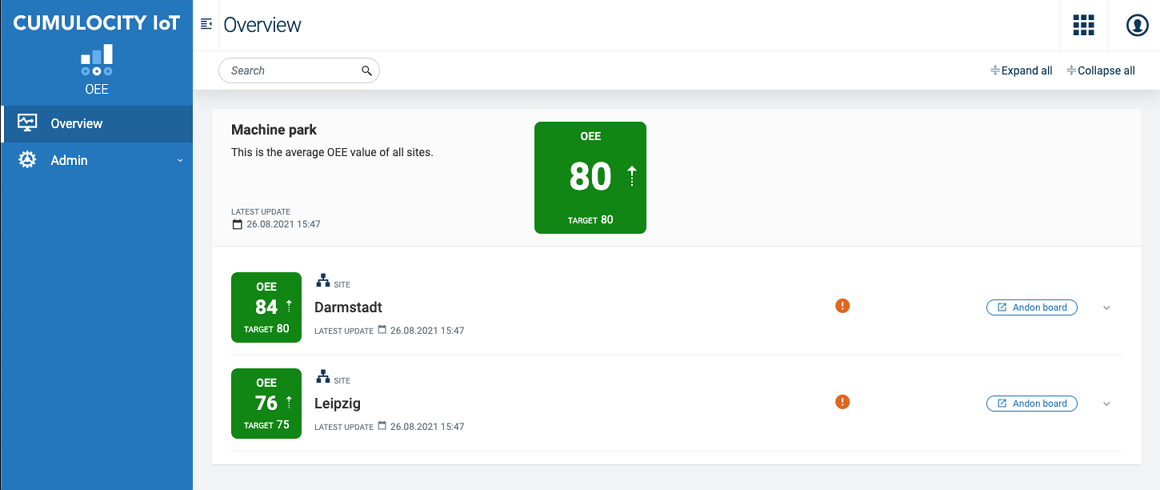 CUMULOCITY IoT
OEE
Overview
Admin
Overview
Search
Expand all
Collapse all
Machine park
This is the average OEE value of all sites.
LATEST UPDATE
26.08.2021 15:47
OEE
80
TARGET 80
OEE
84
TARGET 80
SITE
Darmstadt
LATEST UPDATE 26.08.2021 15:47
Andon board
OEE
76
TARGET 75
SITE
Leipzig
LATEST UPDATE 26.08.2021 15:47
Andon board